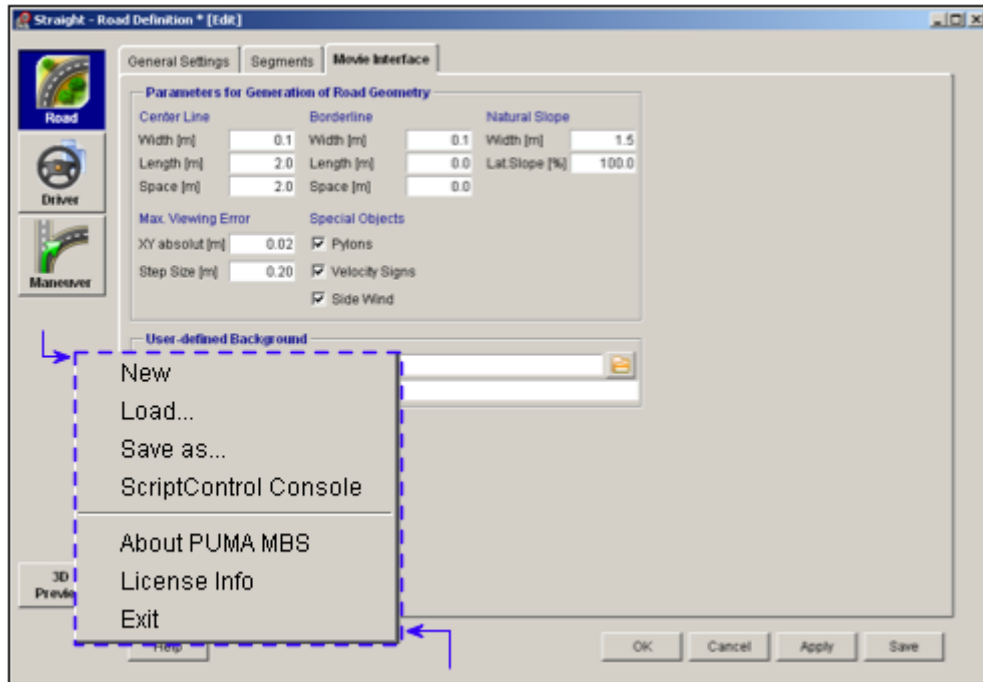 Straight - Road Definition * [Edit]
General Settings Segments Movie Interface
Road
Driver
Maneuver
Parameters for Generation of Road Geometry
Center Line Borderline Natural Slope
Width [m] 0.1 Width [m] 0.1 Width [m] 1.5
Length [m] 2.0 Length [m] 0.0 Lat.Slope [%] 100.0
Space [m] 2.0 Space [m] 0.0
Max. Viewing Error Special Objects
XY absolut [m] 0.02 Pylons
Step Size [m] 0.20 Velocity Signs
Side Wind
User-defined Background
New
Load...
Save as...
ScriptControl Console
About PUMA MBS
License Info
Exit
3D
Previe
Help OK Cancel Apply Save